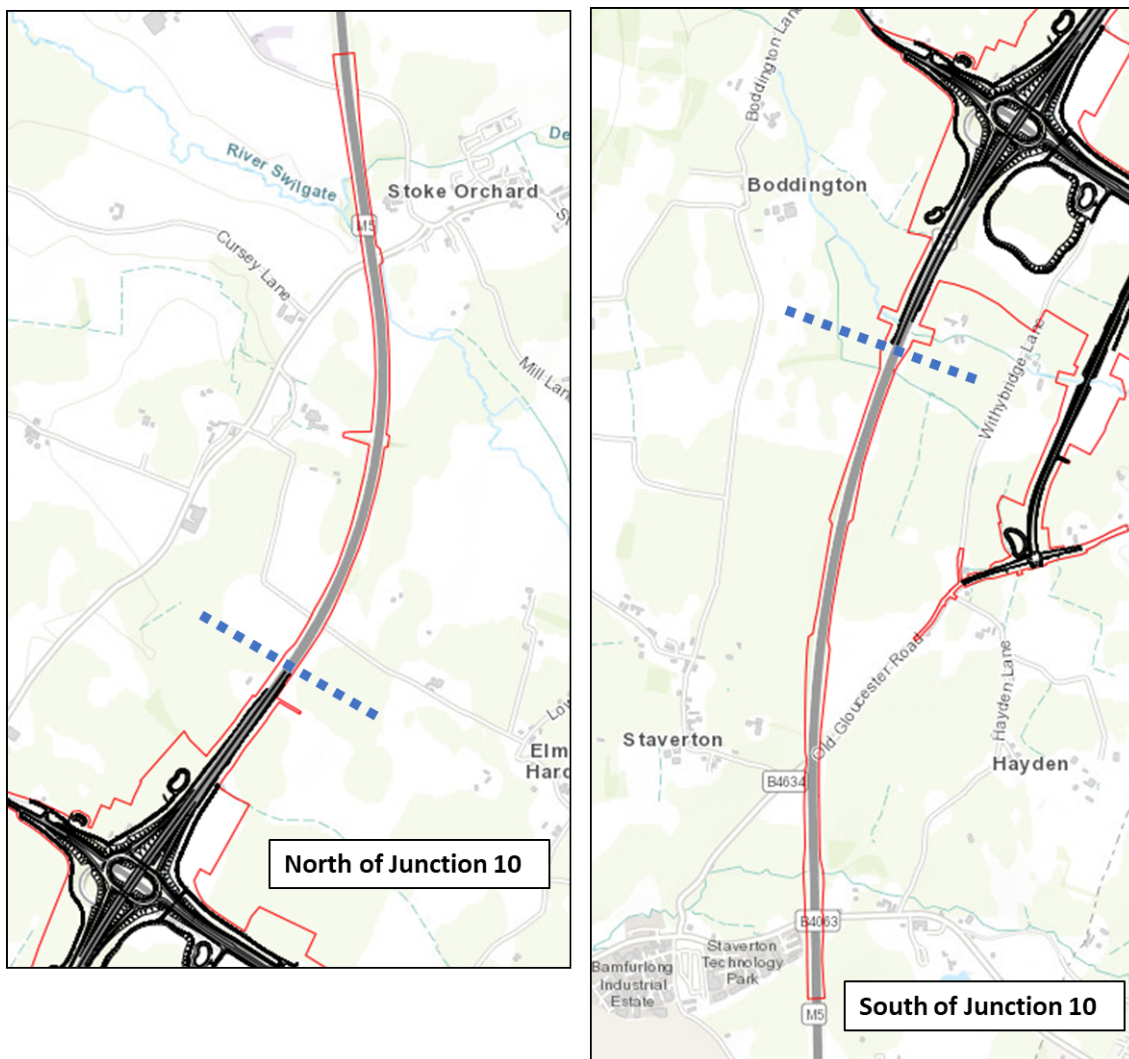 River Swilgate
De
Stoke Orchard
M5
Cursey Lane
Mill Lan
Lo
Elm
Hard
North of Junction 10
Boddington Lane
Boddington
Withybridge Lane
Old Gloucester Road
Hayden Lane
Staverton
B4634
Hayden
B4063
Staverton
Technology
Park
Bamfurlong
Industrial
Estate
M5
South of Junction 10